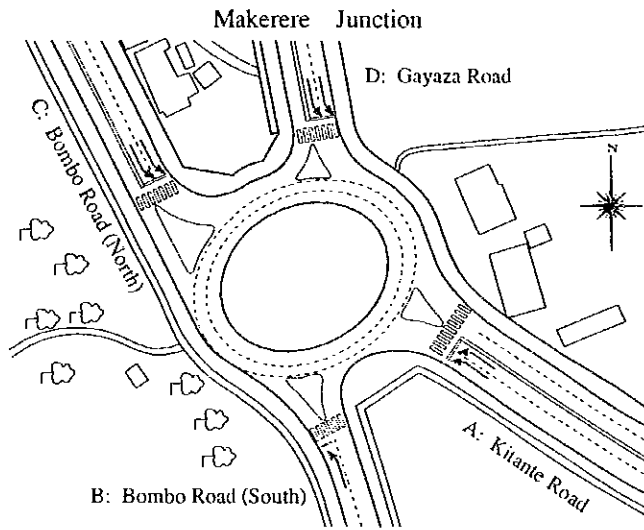 Makerere Junction
D: Gayaza Road
C: Bombo Road (North)
N
A: Kitante Road
B: Bombo Road (South)